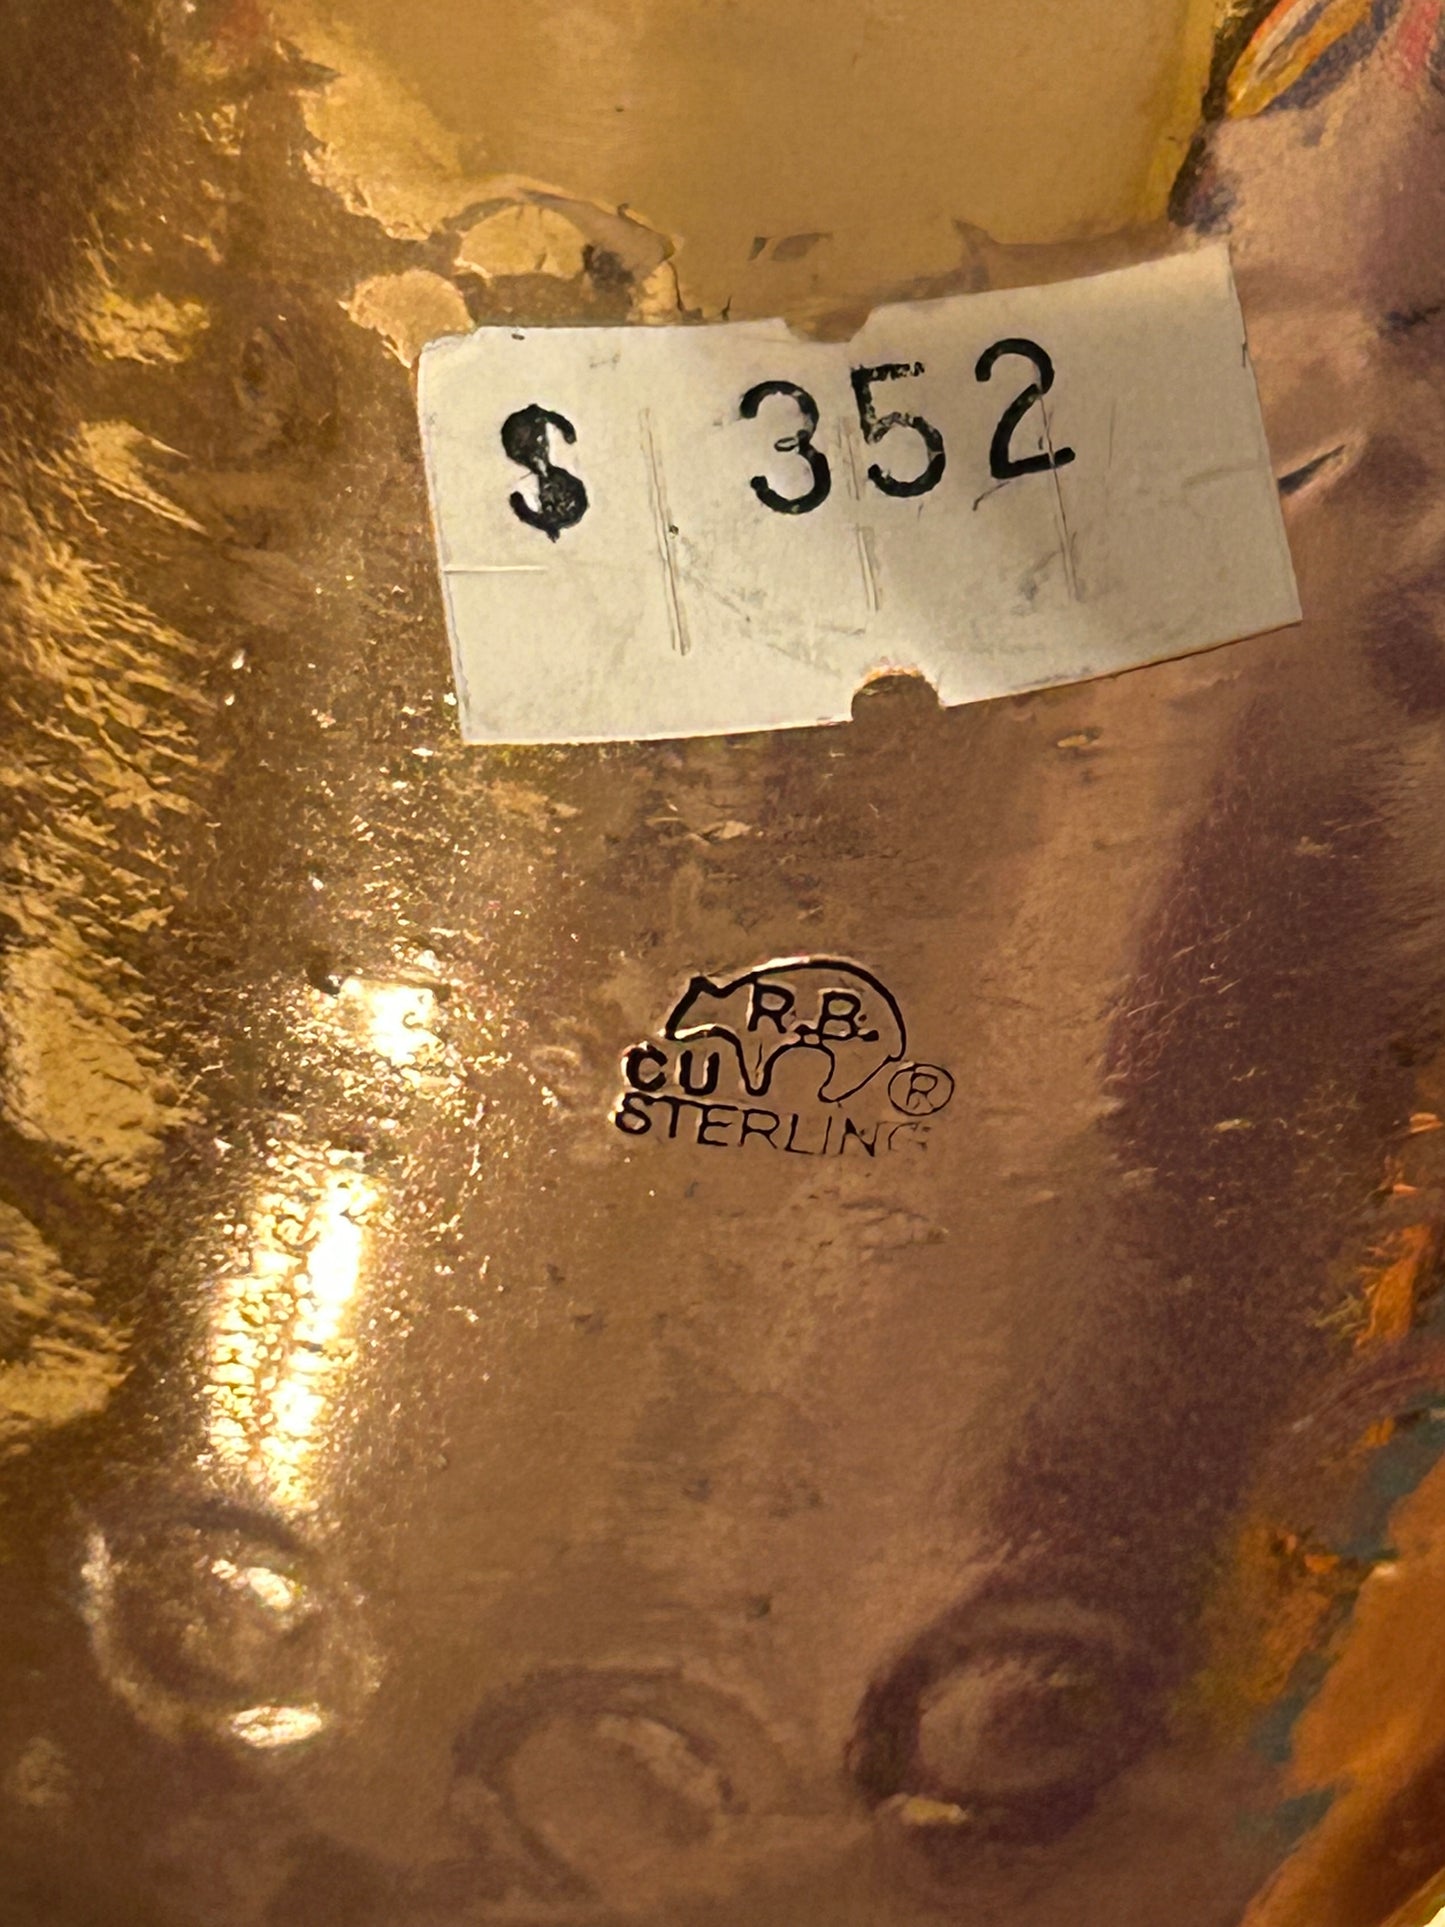 $ 352
R.B.
CU
®
STERLING